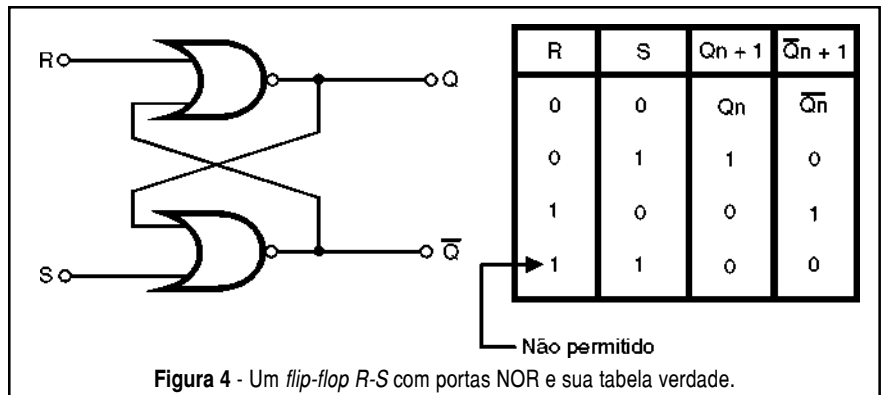 R
Q
Q̅
S
R S Qn + 1 Q̅n + 1
0 0 Qn Q̅n
0 1 1 0
1 0 0 1
1 1 0 0
Não permitido
Figura 4 - Um flip-flop R-S com portas NOR e sua tabela verdade.